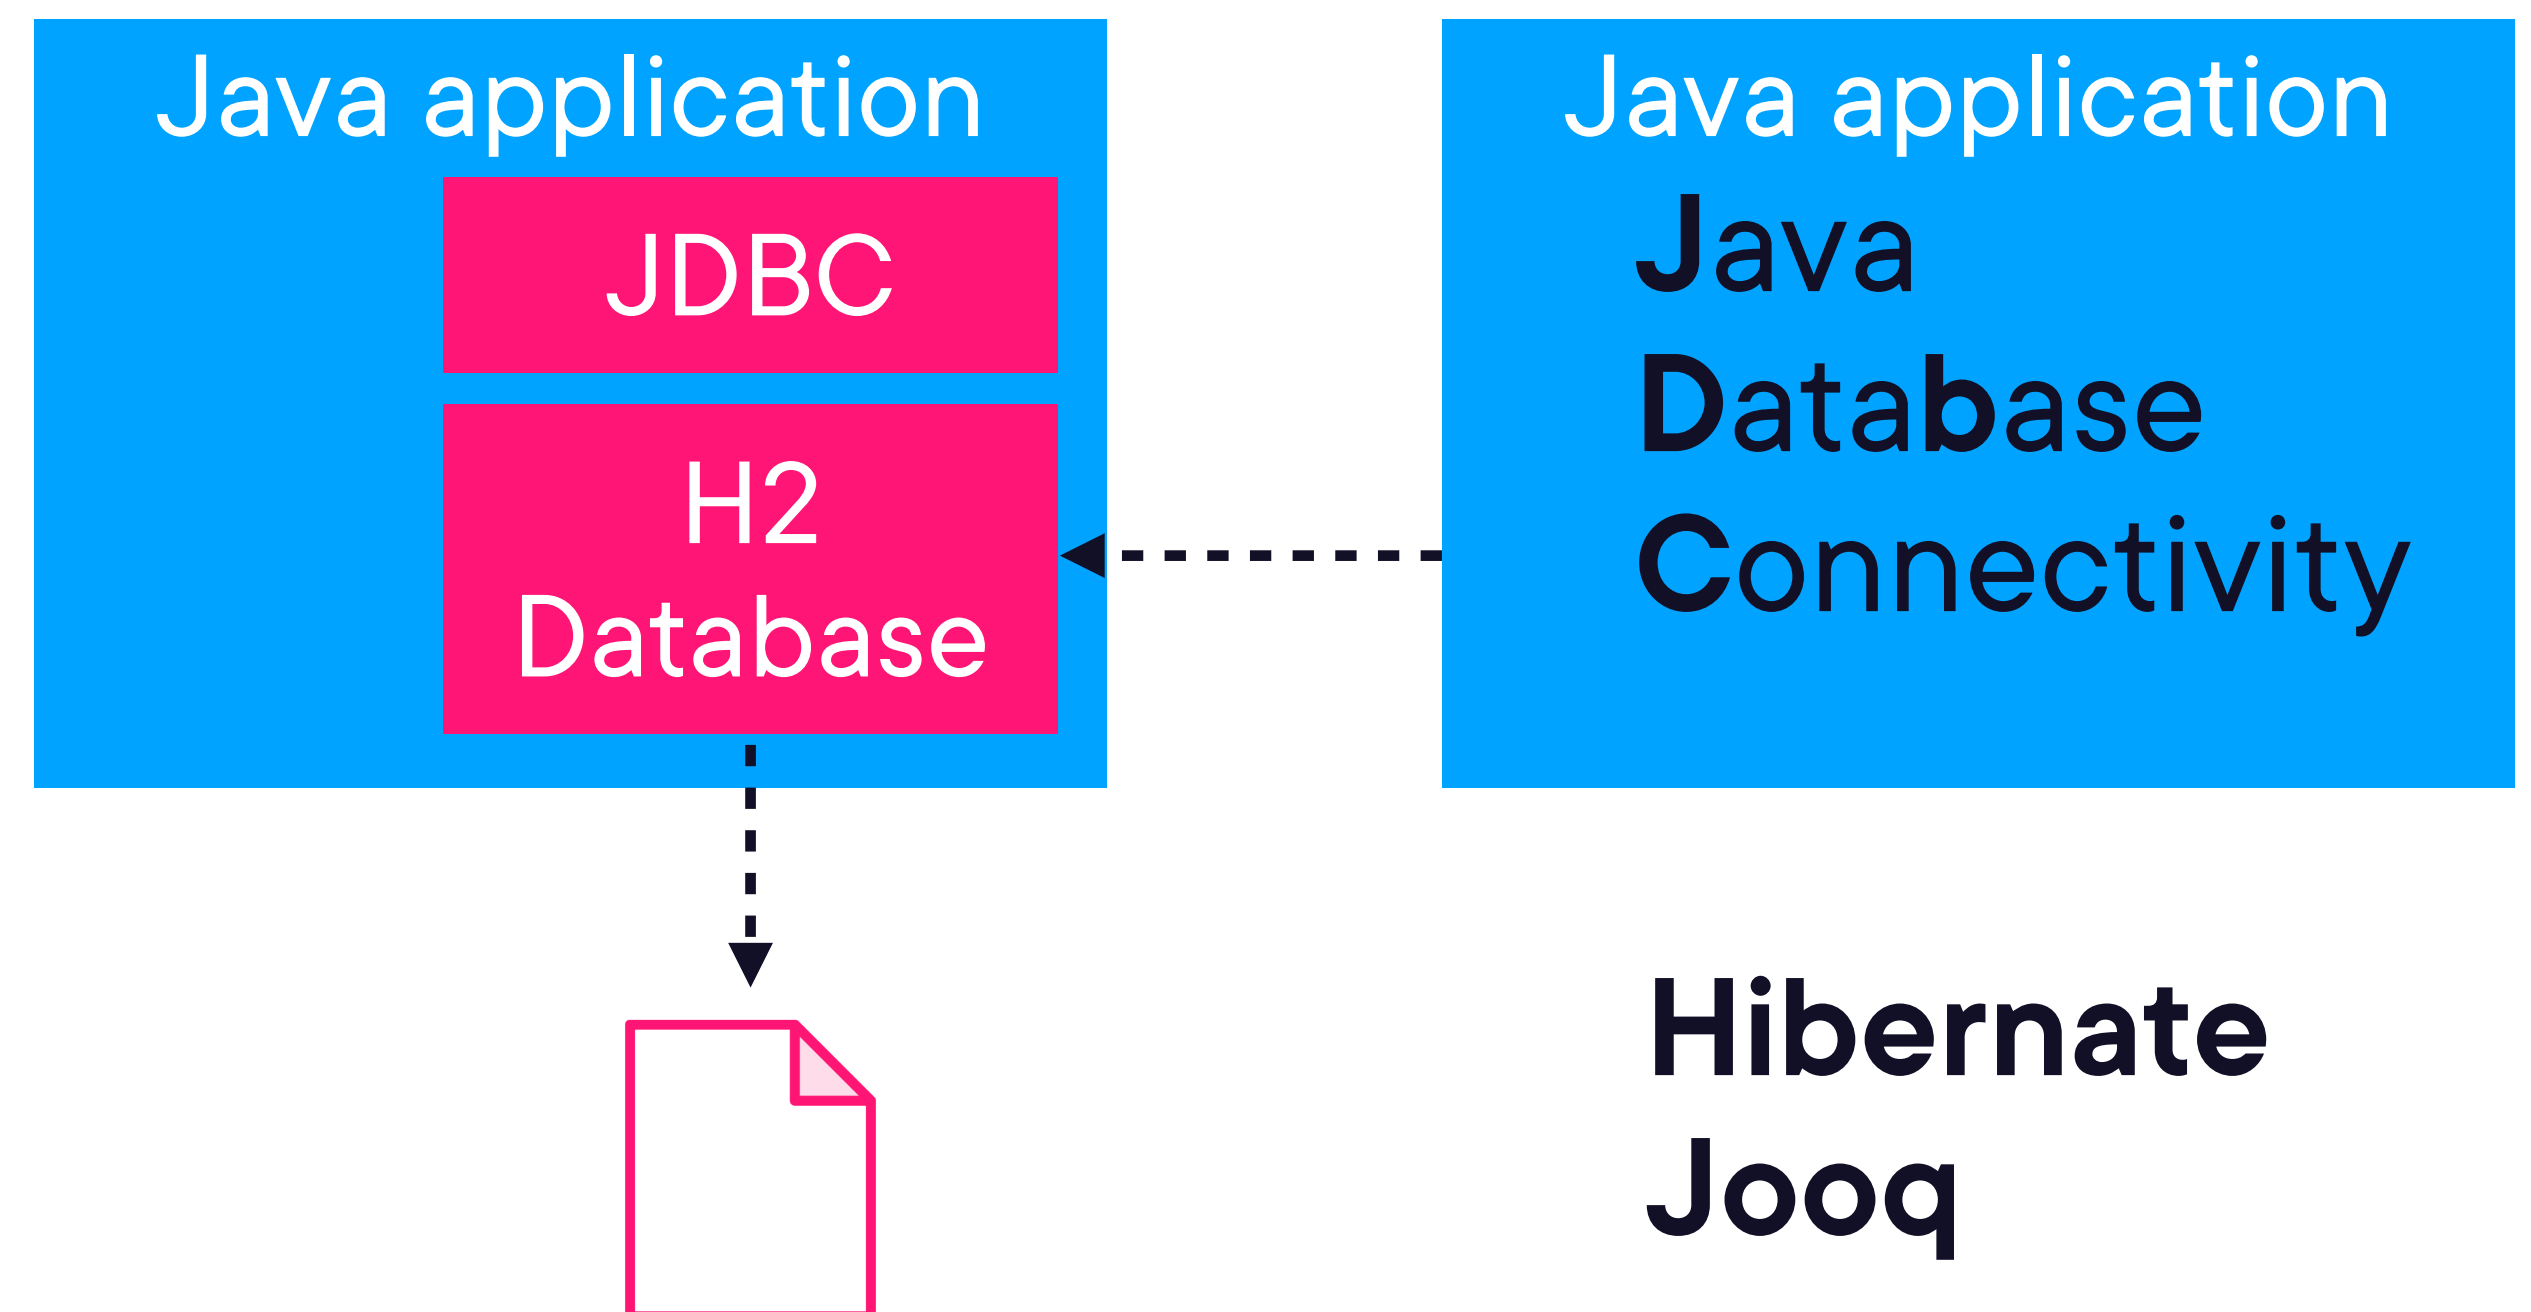 Java application
JDBC
H2
Database
Java application
Java
Database
Connectivity
Hibernate
Jooq